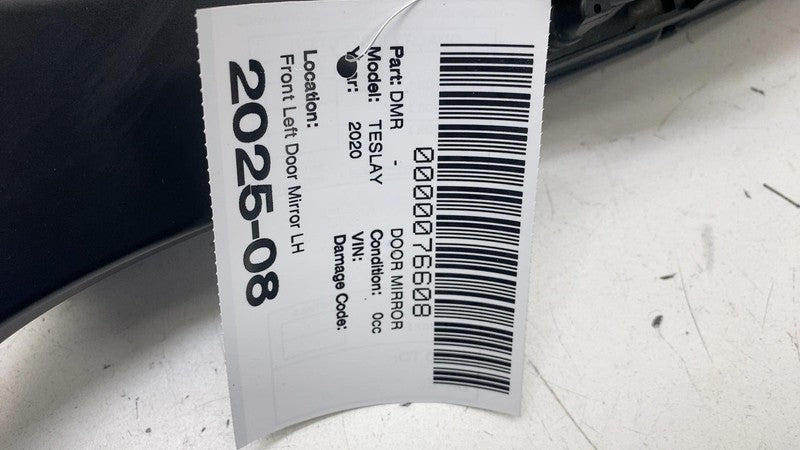 0000076608
Part: DMR - DOOR MIRROR
Model: TESLAY Condition: 0cc
Year: 2020 VIN:
Damage Code:
Location:
Front Left Door Mirror LH
2025-08